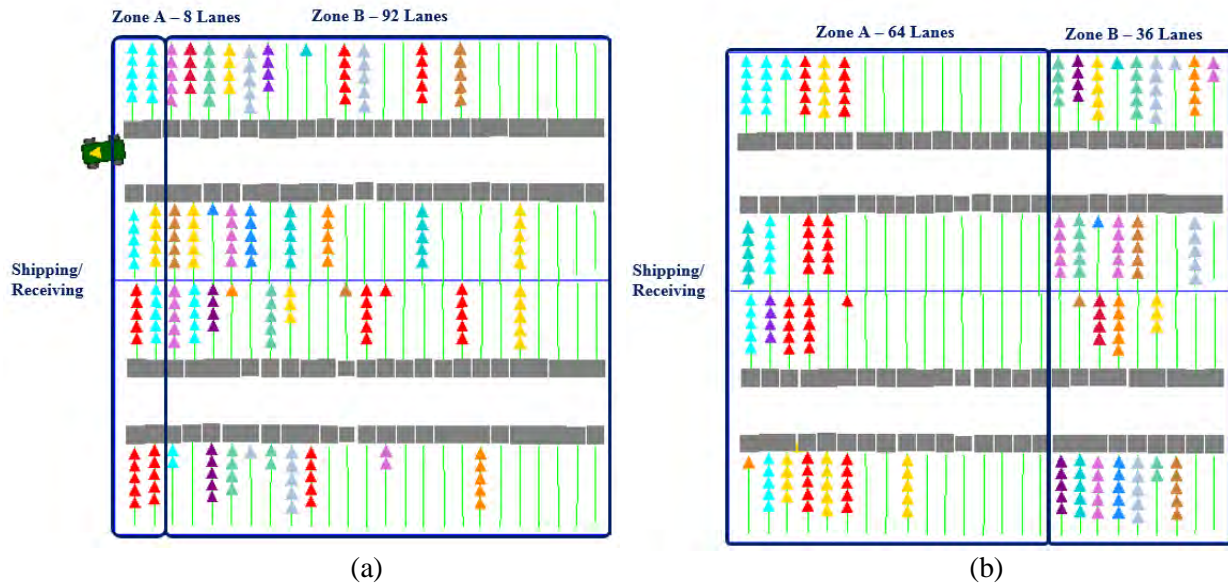 Zone A – 8 Lanes
Zone B – 92 Lanes
Shipping/
Receiving
(a)
Zone A – 64 Lanes
Zone B – 36 Lanes
Shipping/
Receiving
(b)